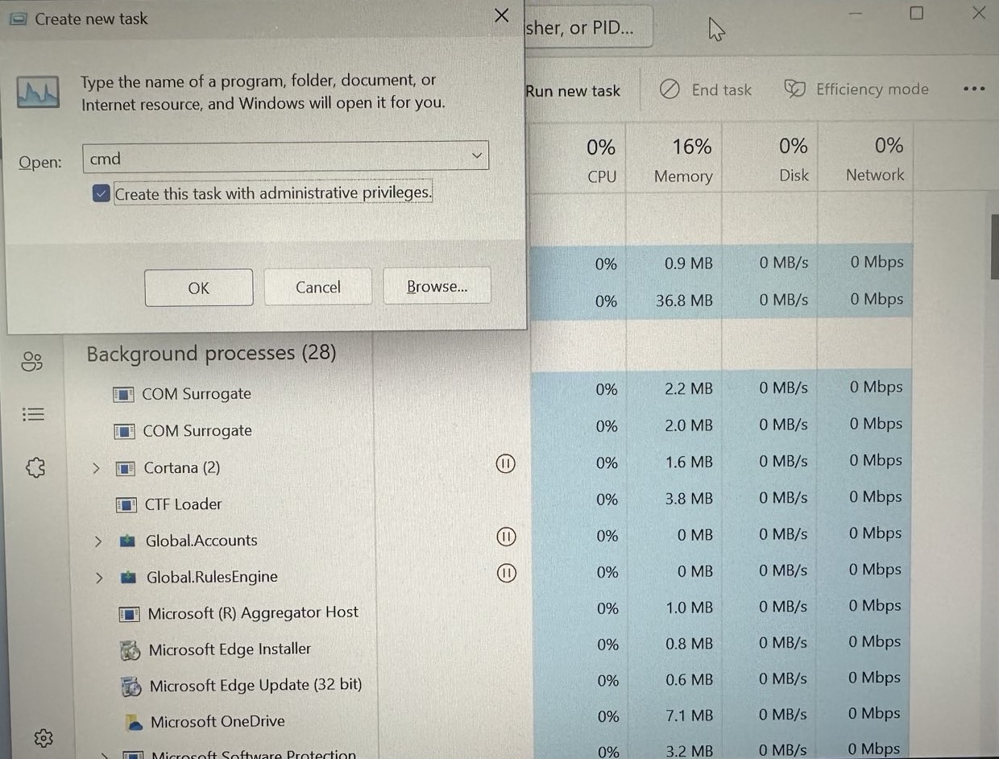 Create new task
sher, or PID...
Type the name of a program, folder, document, or
Internet resource, and Windows will open it for you.
Open: cmd
Create this task with administrative privileges.
OK Cancel Browse...
Run new task End task Efficiency mode
0% 16% 0% 0%
CPU Memory Disk Network
0% 0.9 MB 0 MB/s 0 Mbps
0% 36.8 MB 0 MB/s 0 Mbps
Background processes (28)
COM Surrogate 0% 2.2 MB 0 MB/s 0 Mbps
COM Surrogate 0% 2.0 MB 0 MB/s 0 Mbps
Cortana (2) 0% 1.6 MB 0 MB/s 0 Mbps
CTF Loader 0% 3.8 MB 0 MB/s 0 Mbps
Global.Accounts 0% 0 MB 0 MB/s 0 Mbps
Global.RulesEngine 0% 0 MB 0 MB/s 0 Mbps
Microsoft (R) Aggregator Host 0% 1.0 MB 0 MB/s 0 Mbps
Microsoft Edge Installer 0% 0.8 MB 0 MB/s 0 Mbps
Microsoft Edge Update (32 bit) 0% 0.6 MB 0 MB/s 0 Mbps
Microsoft OneDrive 0% 7.1 MB 0 MB/s 0 Mbps
Microsoft Software Protection 0% 3.2 MB 0 MB/s 0 Mbps